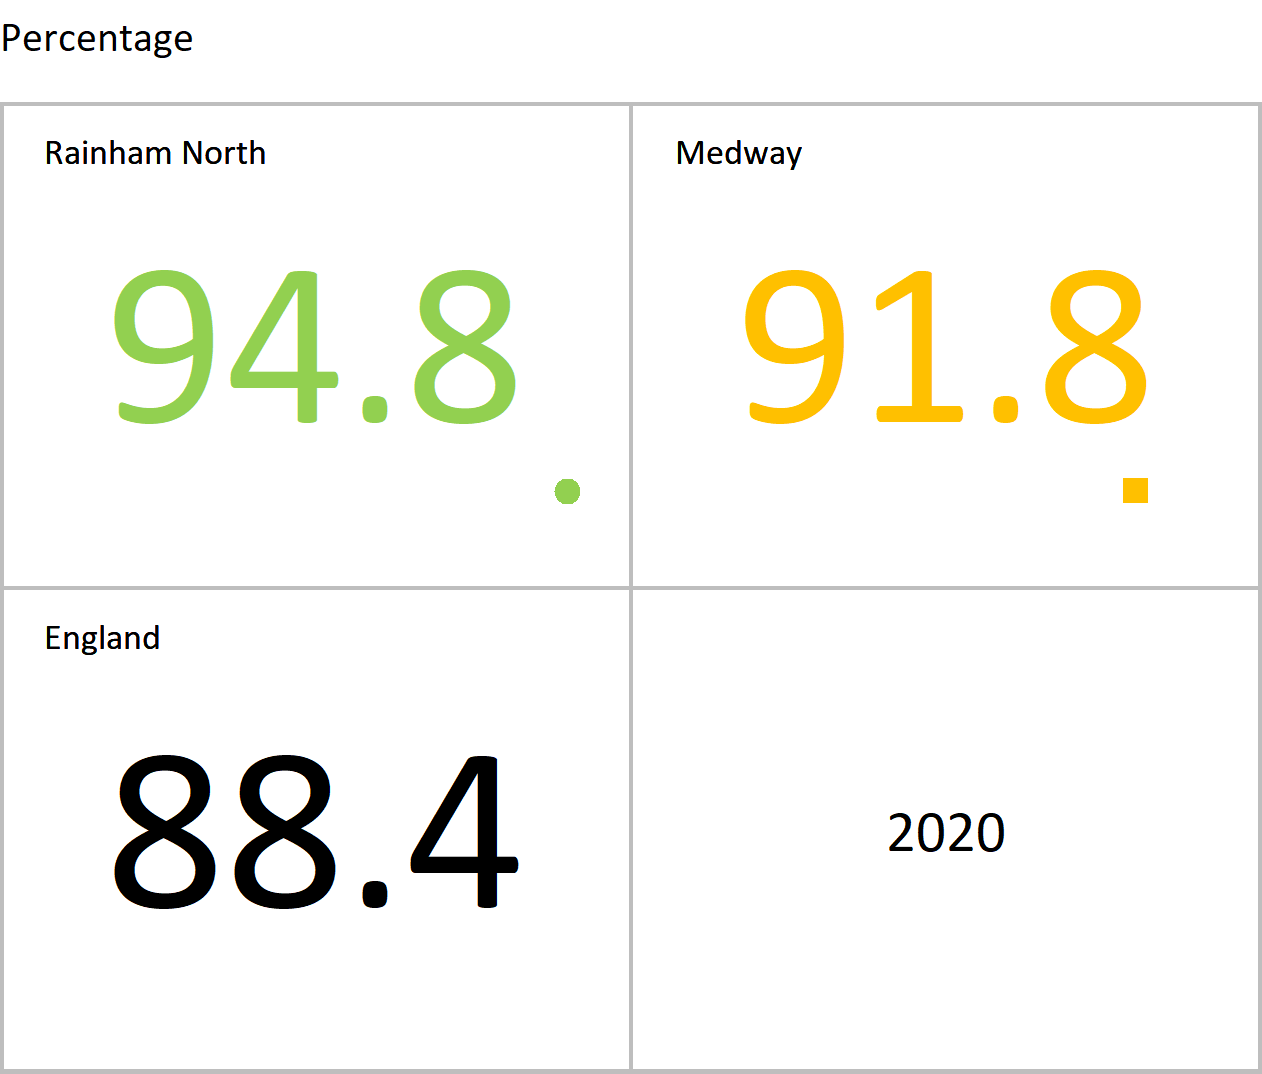 Percentage
Rainham North
94.8
Medway
91.8
England
88.4
2020